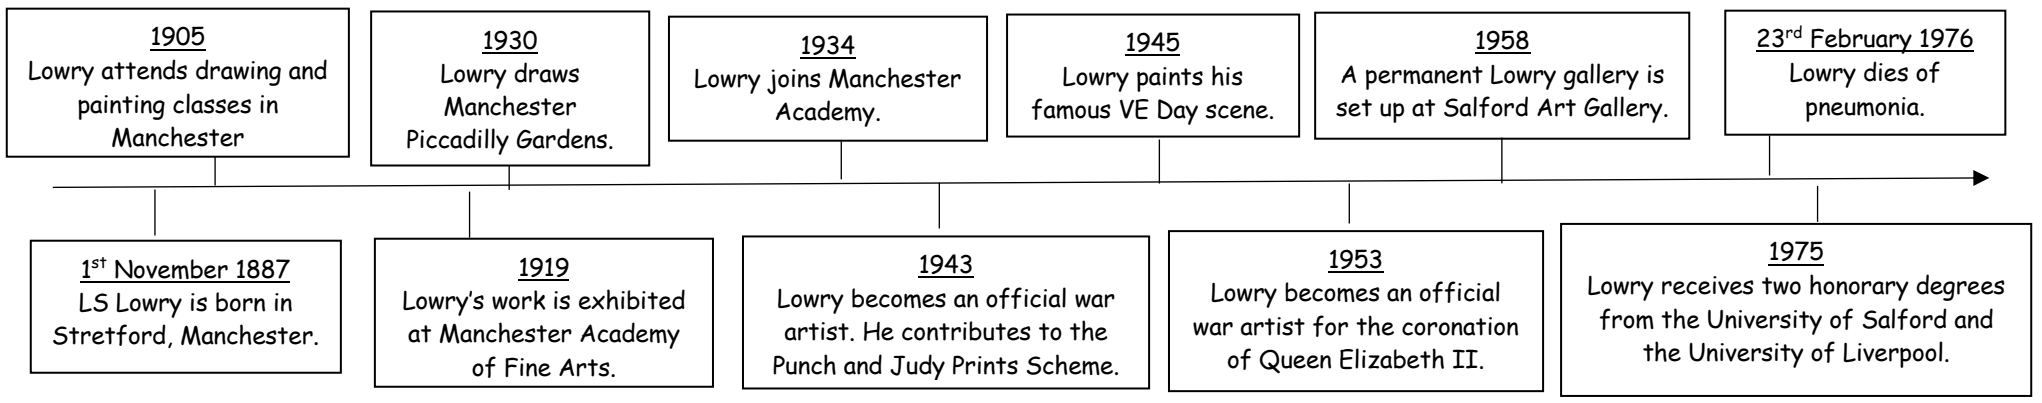 1905
Lowry attends drawing and
painting classes in
Manchester
1930
Lowry draws
Manchester
Piccadilly Gardens.
1934
Lowry joins Manchester
Academy.
1945
Lowry paints his
famous VE Day scene.
1958
A permanent Lowry gallery is
set up at Salford Art Gallery.
23rd February 1976
Lowry dies of
pneumonia.
1st November 1887
LS Lowry is born in
Stretford, Manchester.
1919
Lowry's work is exhibited
at Manchester Academy
of Fine Arts.
1943
Lowry becomes an official war
artist. He contributes to the
Punch and Judy Prints Scheme.
1953
Lowry becomes an official
war artist for the coronation
of Queen Elizabeth II.
1975
Lowry receives two honorary degrees
from the University of Salford and
the University of Liverpool.